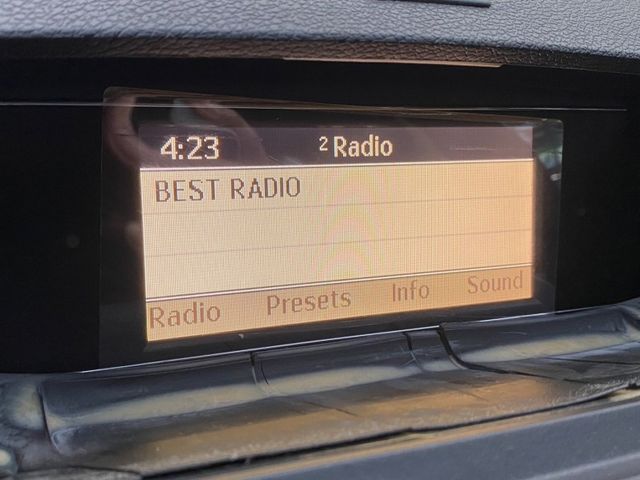 4:23 2 Radio
BEST RADIO
Radio Presets Info Sound